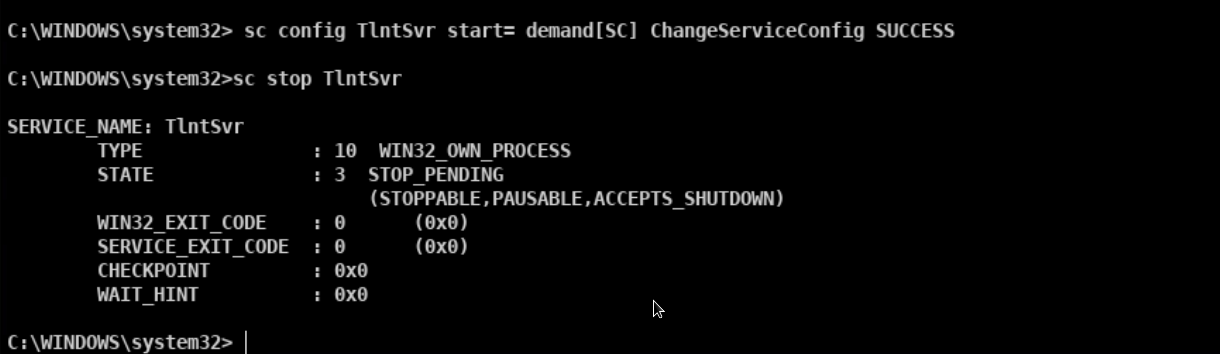 C:\WINDOWS\system32> sc config TlntSvr start= demand[SC] ChangeServiceConfig SUCCESS
C:\WINDOWS\system32>sc stop TlntSvr
SERVICE_NAME: TlntSvr
TYPE : 10 WIN32_OWN_PROCESS
STATE : 3 STOP_PENDING
(STOPPABLE,PAUSABLE,ACCEPTS_SHUTDOWN)
WIN32_EXIT_CODE : 0 (0x0)
SERVICE_EXIT_CODE : 0 (0x0)
CHECKPOINT : 0x0
WAIT_HINT : 0x0
C:\WINDOWS\system32>